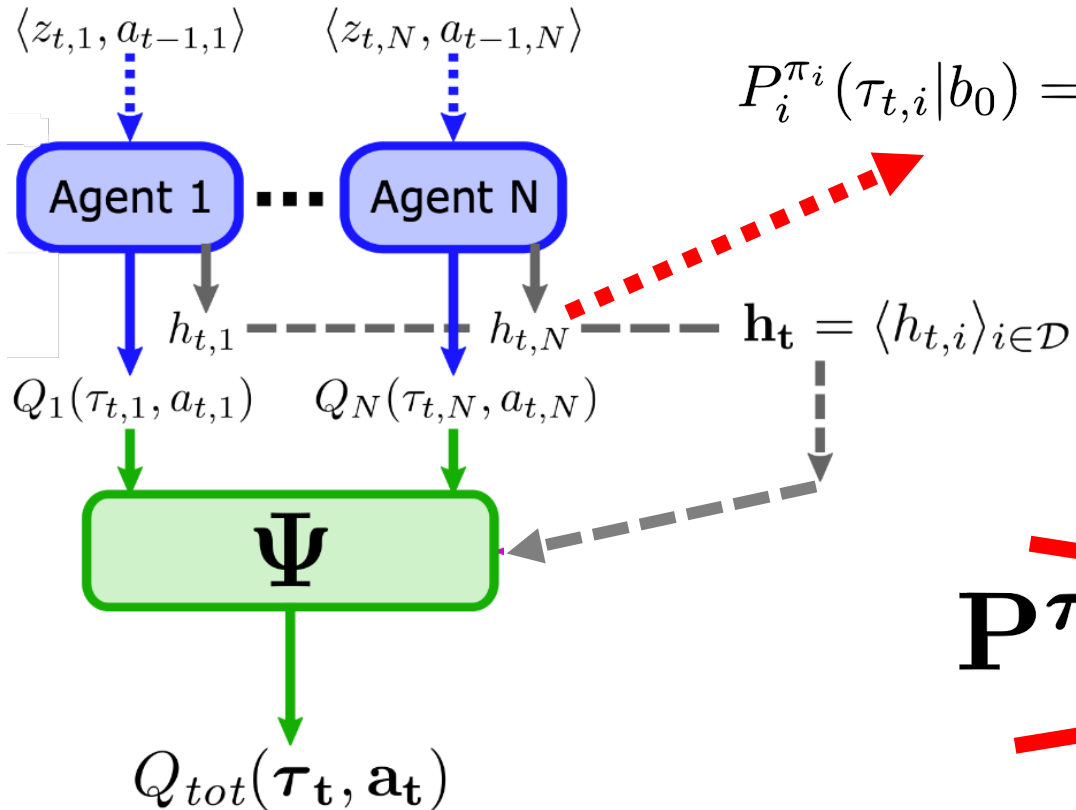 ⟨z_{t,1}, a_{t−1,1}⟩ ⟨z_{t,N}, a_{t−1,N}⟩
P_i^{π_i}(τ_{t,i}|b_0) =
Agent 1 ... Agent N
h_{t,1} h_{t,N} 𝐡_𝐭 = ⟨h_{t,i}⟩_{i∈𝒟}
Q_1(τ_{t,1}, a_{t,1}) Q_N(τ_{t,N}, a_{t,N})
Ψ
𝐏^𝛕
Q_{tot}(𝛕_𝐭, 𝐚_𝐭)